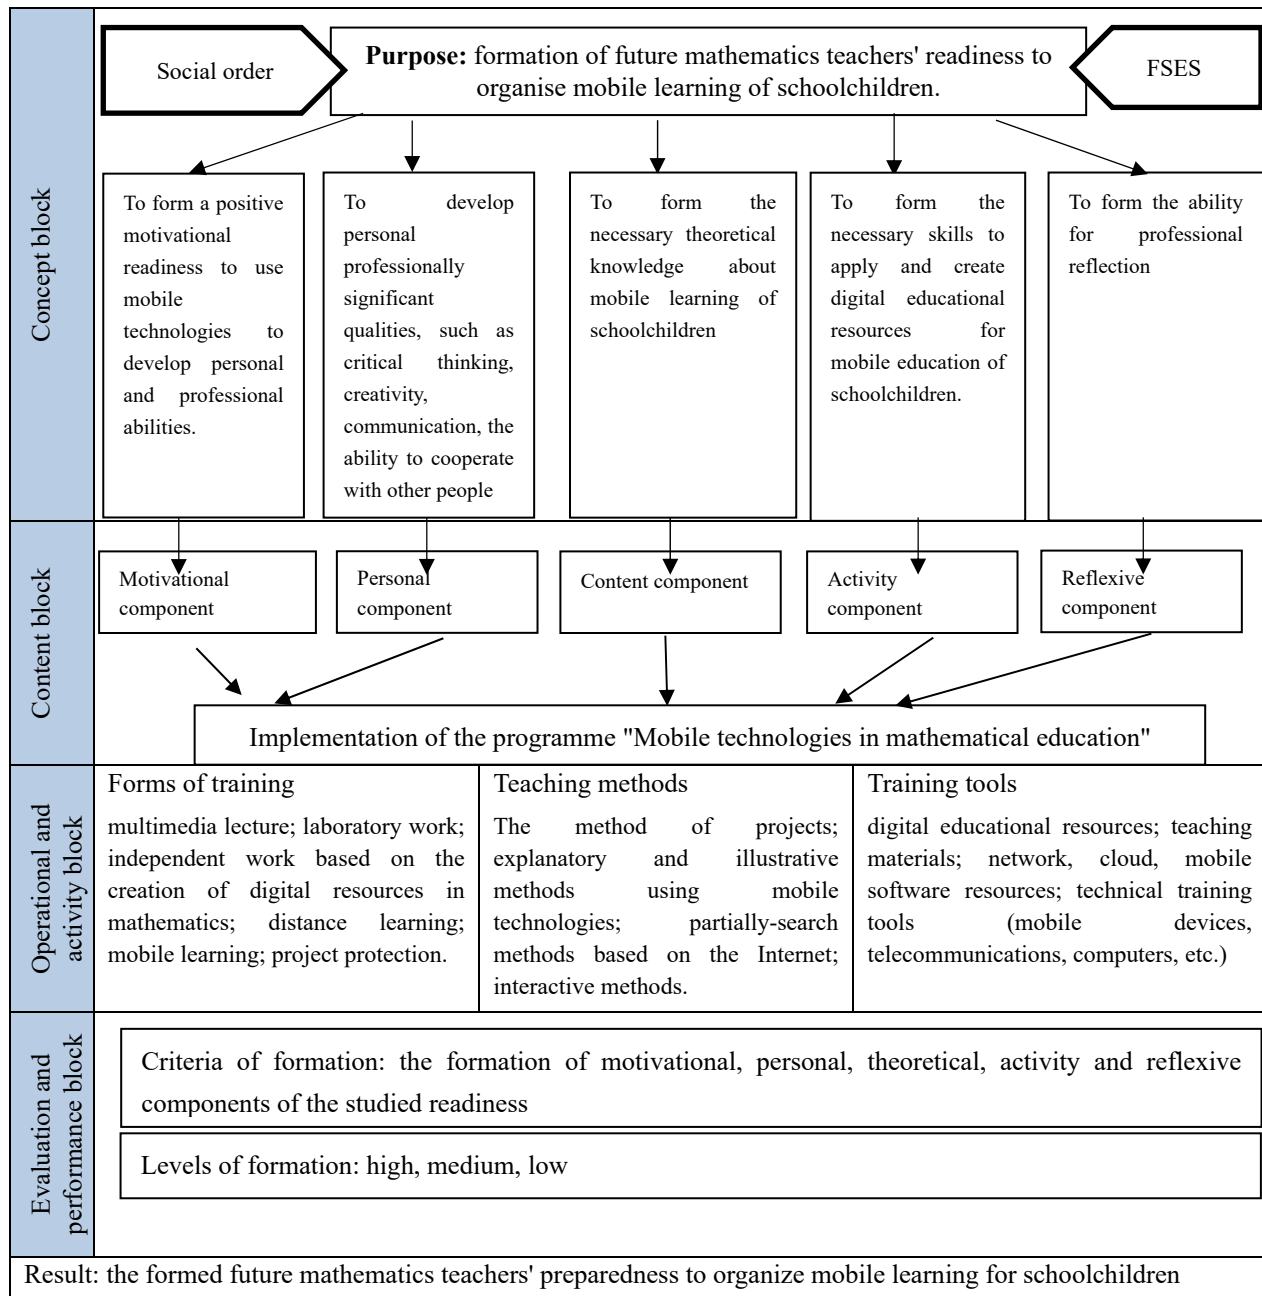 Concept block
Social order
Purpose: formation of future mathematics teachers' readiness to
organise mobile learning of schoolchildren.
FSES
To form a positive
motivational
readiness to use
mobile
technologies to
develop personal
and professional
abilities.
To develop
personal
professionally
significant
qualities, such as
critical thinking,
creativity,
communication, the
ability to cooperate
with other people
To form the
necessary theoretical
knowledge about
mobile learning of
schoolchildren
To form the
necessary skills to
apply and create
digital educational
resources for
mobile education of
schoolchildren.
To form the ability
for professional
reflection
Content block
Motivational
component
Personal
component
Content component
Activity
component
Reflexive
component
Implementation of the programme "Mobile technologies in mathematical education"
Operational and
activity block
Forms of training
multimedia lecture; laboratory work;
independent work based on the
creation of digital resources in
mathematics; distance learning;
mobile learning; project protection.
Teaching methods
The method of projects;
explanatory and illustrative
methods using mobile
technologies; partially-search
methods based on the Internet;
interactive methods.
Training tools
digital educational resources; teaching
materials; network, cloud, mobile
software resources; technical training
tools (mobile devices,
telecommunications, computers, etc.)
Evaluation and
performance block
Criteria of formation: the formation of motivational, personal, theoretical, activity and reflexive
components of the studied readiness
Levels of formation: high, medium, low
Result: the formed future mathematics teachers' preparedness to organize mobile learning for schoolchildren